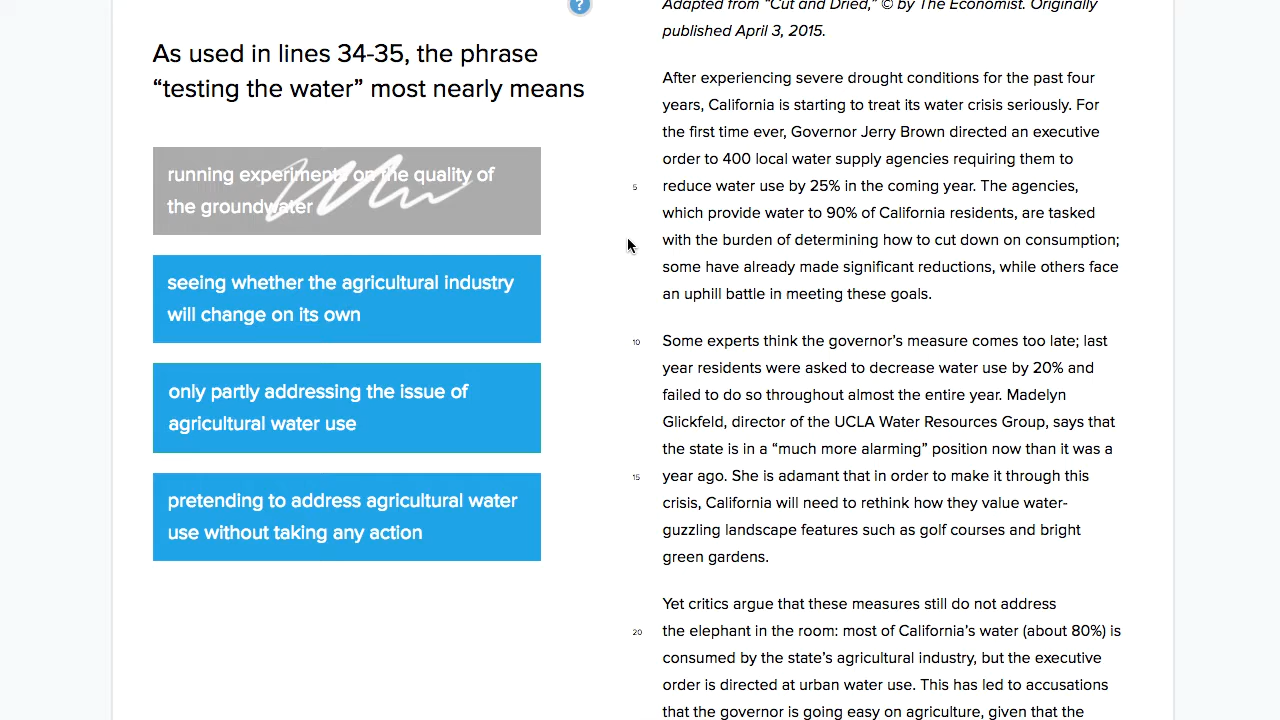 ?
As used in lines 34-35, the phrase
“testing the water” most nearly means
running experiments on the quality of
the groundwater
seeing whether the agricultural industry
will change on its own
only partly addressing the issue of
agricultural water use
pretending to address agricultural water
use without taking any action
Adapted from “Cut and Dried,” © by The Economist. Originally
published April 3, 2015.
After experiencing severe drought conditions for the past four
years, California is starting to treat its water crisis seriously. For
the first time ever, Governor Jerry Brown directed an executive
order to 400 local water supply agencies requiring them to
5 reduce water use by 25% in the coming year. The agencies,
which provide water to 90% of California residents, are tasked
with the burden of determining how to cut down on consumption;
some have already made significant reductions, while others face
an uphill battle in meeting these goals.
10 Some experts think the governor’s measure comes too late; last
year residents were asked to decrease water use by 20% and
failed to do so throughout almost the entire year. Madelyn
Glickfeld, director of the UCLA Water Resources Group, says that
the state is in a “much more alarming” position now than it was a
15 year ago. She is adamant that in order to make it through this
crisis, California will need to rethink how they value water-
guzzling landscape features such as golf courses and bright
green gardens.
Yet critics argue that these measures still do not address
20 the elephant in the room: most of California’s water (about 80%) is
consumed by the state’s agricultural industry, but the executive
order is directed at urban water use. This has led to accusations
that the governor is going easy on agriculture, given that the